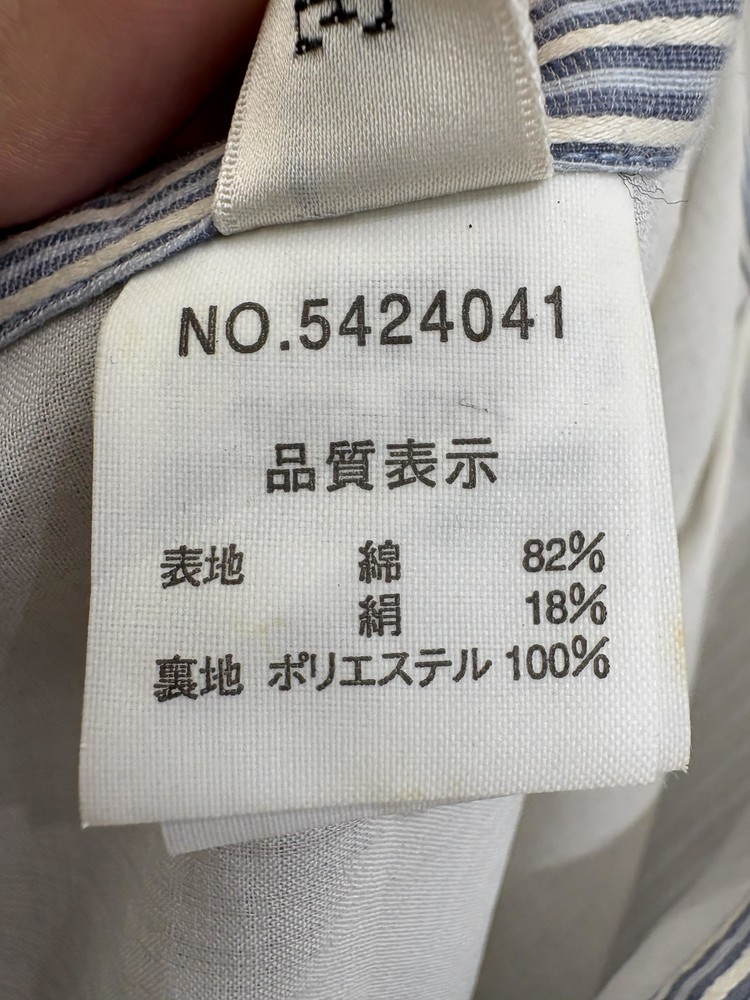 NO.5424041
品質表示
表地 綿 82%
絹 18%
裏地 ポリエステル 100%